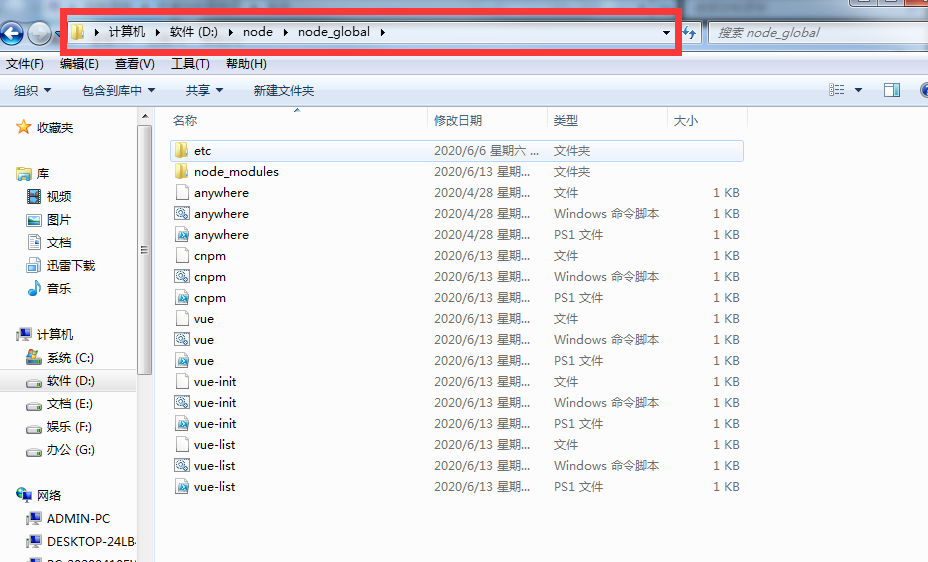 计算机 软件 (D:) node node_global
搜索 node_global
文件(F) 编辑(E) 查看(V) 工具(T) 帮助(H)
组织 包含到库中 共享 新建文件夹
收藏夹
库
视频
图片
文档
迅雷下载
音乐
计算机
系统 (C:)
软件 (D:)
文档 (E:)
娱乐 (F:)
办公 (G:)
网络
ADMIN-PC
DESKTOP-24LB
名称 修改日期 类型 大小
etc 2020/6/6 星期六 ... 文件夹
node_modules 2020/6/13 星期... 文件夹
anywhere 2020/4/28 星期... 文件 1 KB
anywhere 2020/4/28 星期... Windows 命令脚本 1 KB
anywhere 2020/4/28 星期... PS1 文件 1 KB
cnpm 2020/6/13 星期... 文件 1 KB
cnpm 2020/6/13 星期... Windows 命令脚本 1 KB
cnpm 2020/6/13 星期... PS1 文件 1 KB
vue 2020/6/13 星期... 文件 1 KB
vue 2020/6/13 星期... Windows 命令脚本 1 KB
vue 2020/6/13 星期... PS1 文件 1 KB
vue-init 2020/6/13 星期... 文件 1 KB
vue-init 2020/6/13 星期... Windows 命令脚本 1 KB
vue-init 2020/6/13 星期... PS1 文件 1 KB
vue-list 2020/6/13 星期... 文件 1 KB
vue-list 2020/6/13 星期... Windows 命令脚本 1 KB
vue-list 2020/6/13 星期... PS1 文件 1 KB